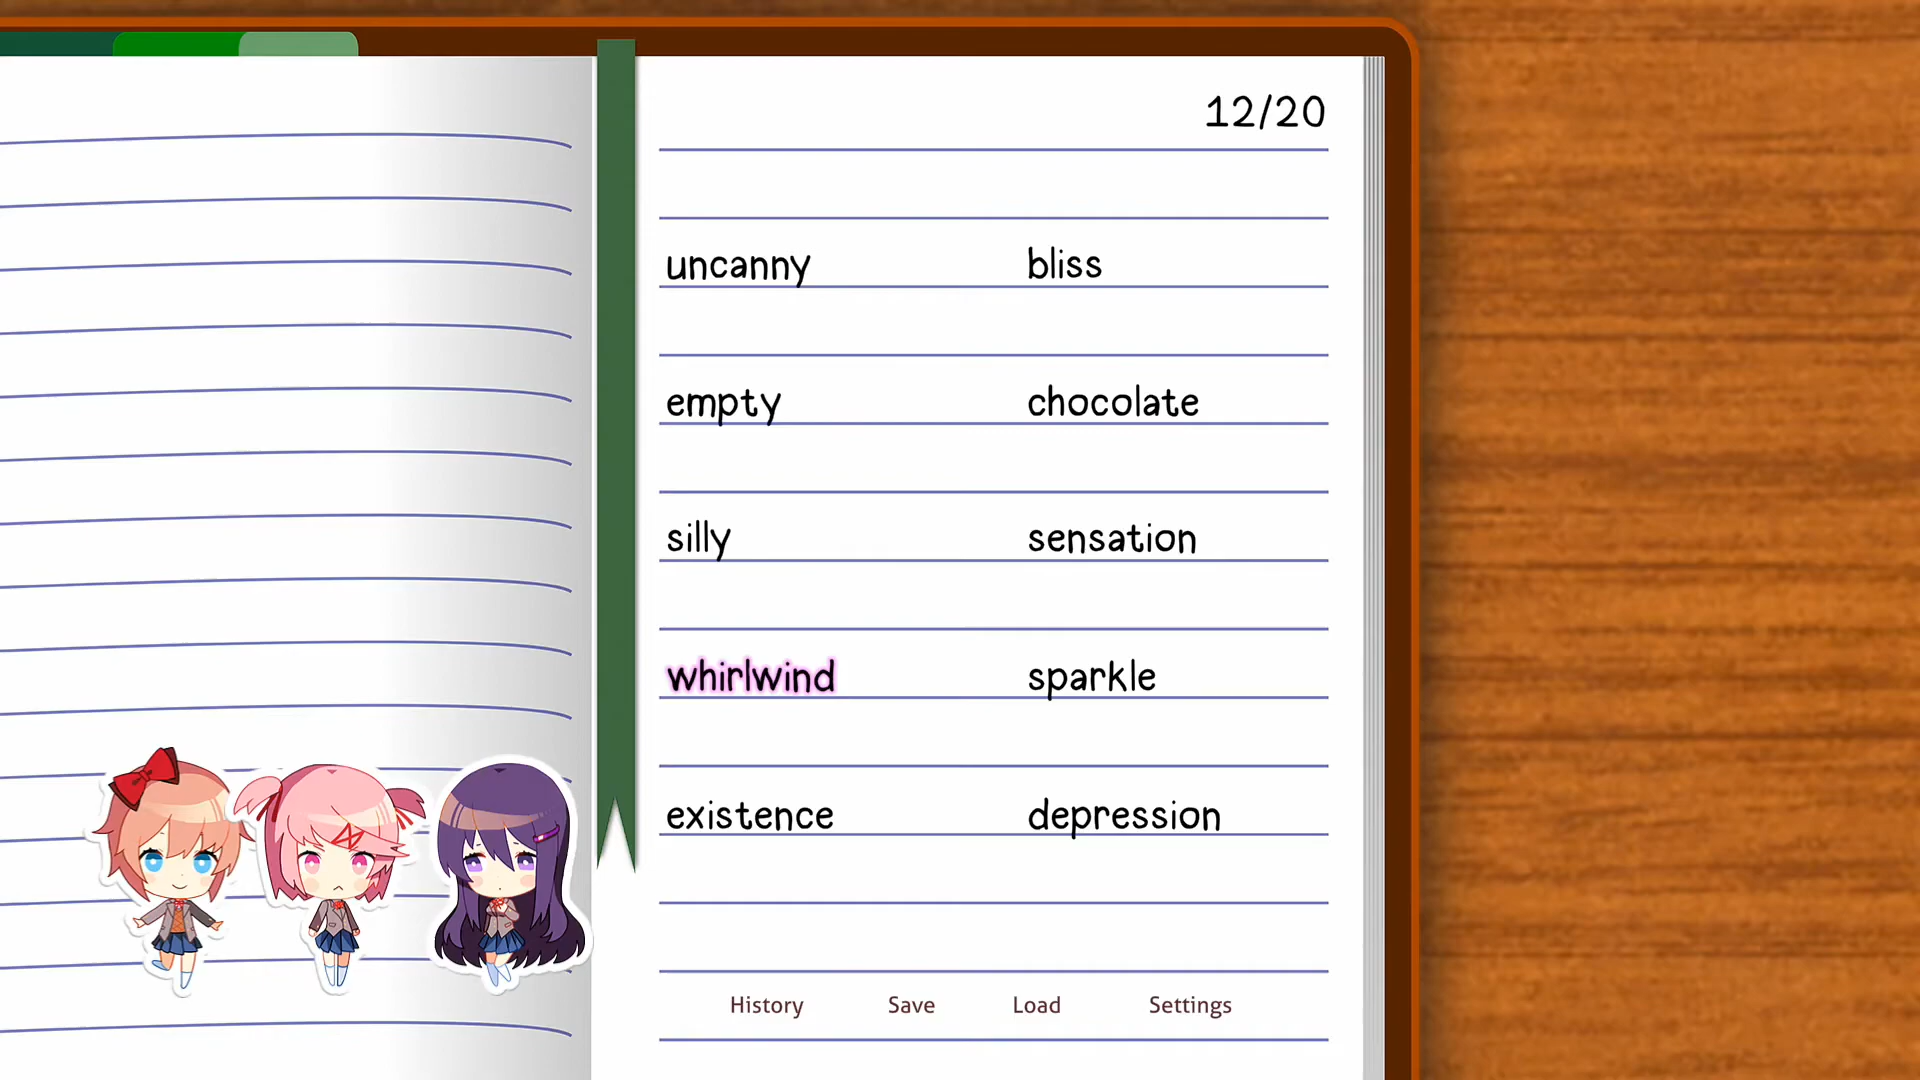 12/20
uncanny bliss
empty chocolate
silly sensation
whirlwind sparkle
existence depression
History Save Load Settings